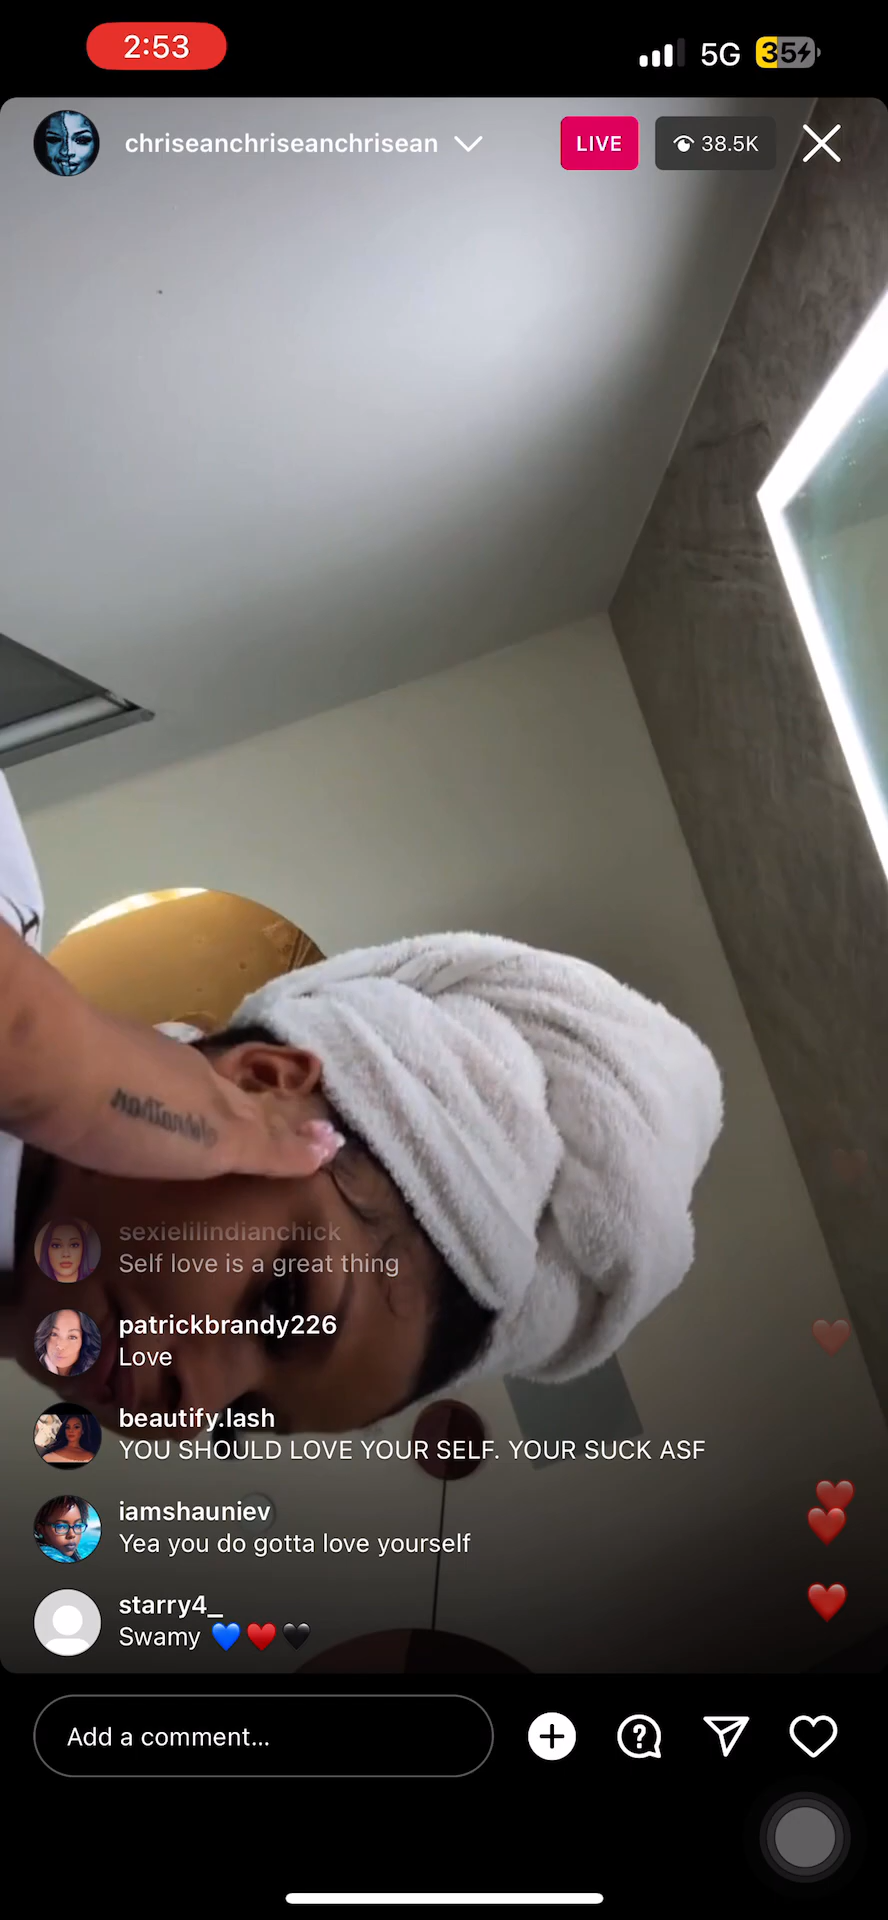 2:53
5G
35
chriseanchriseanchrisean
LIVE
38.5K
Johnathan
sexielilindianchick
Self love is a great thing
patrickbrandy226
Love
beautify.lash
YOU SHOULD LOVE YOUR SELF. YOUR SUCK ASF
iamshauniev
Yea you do gotta love yourself
starry4_
Swamy 💙❤️🖤
Add a comment...